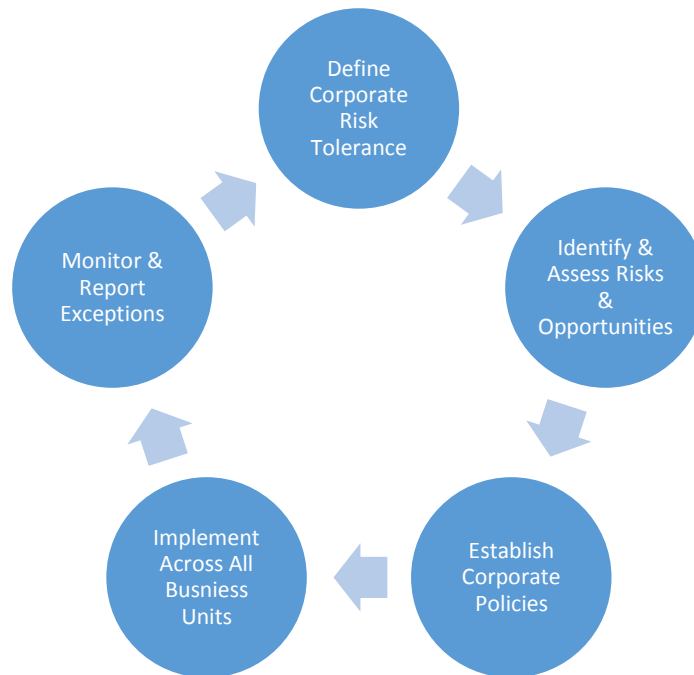 Define
Corporate
Risk
Tolerance
Identify &
Assess Risks
&
Opportunities
Establish
Corporate
Policies
Implement
Across All
Busniess
Units
Monitor &
Report
Exceptions